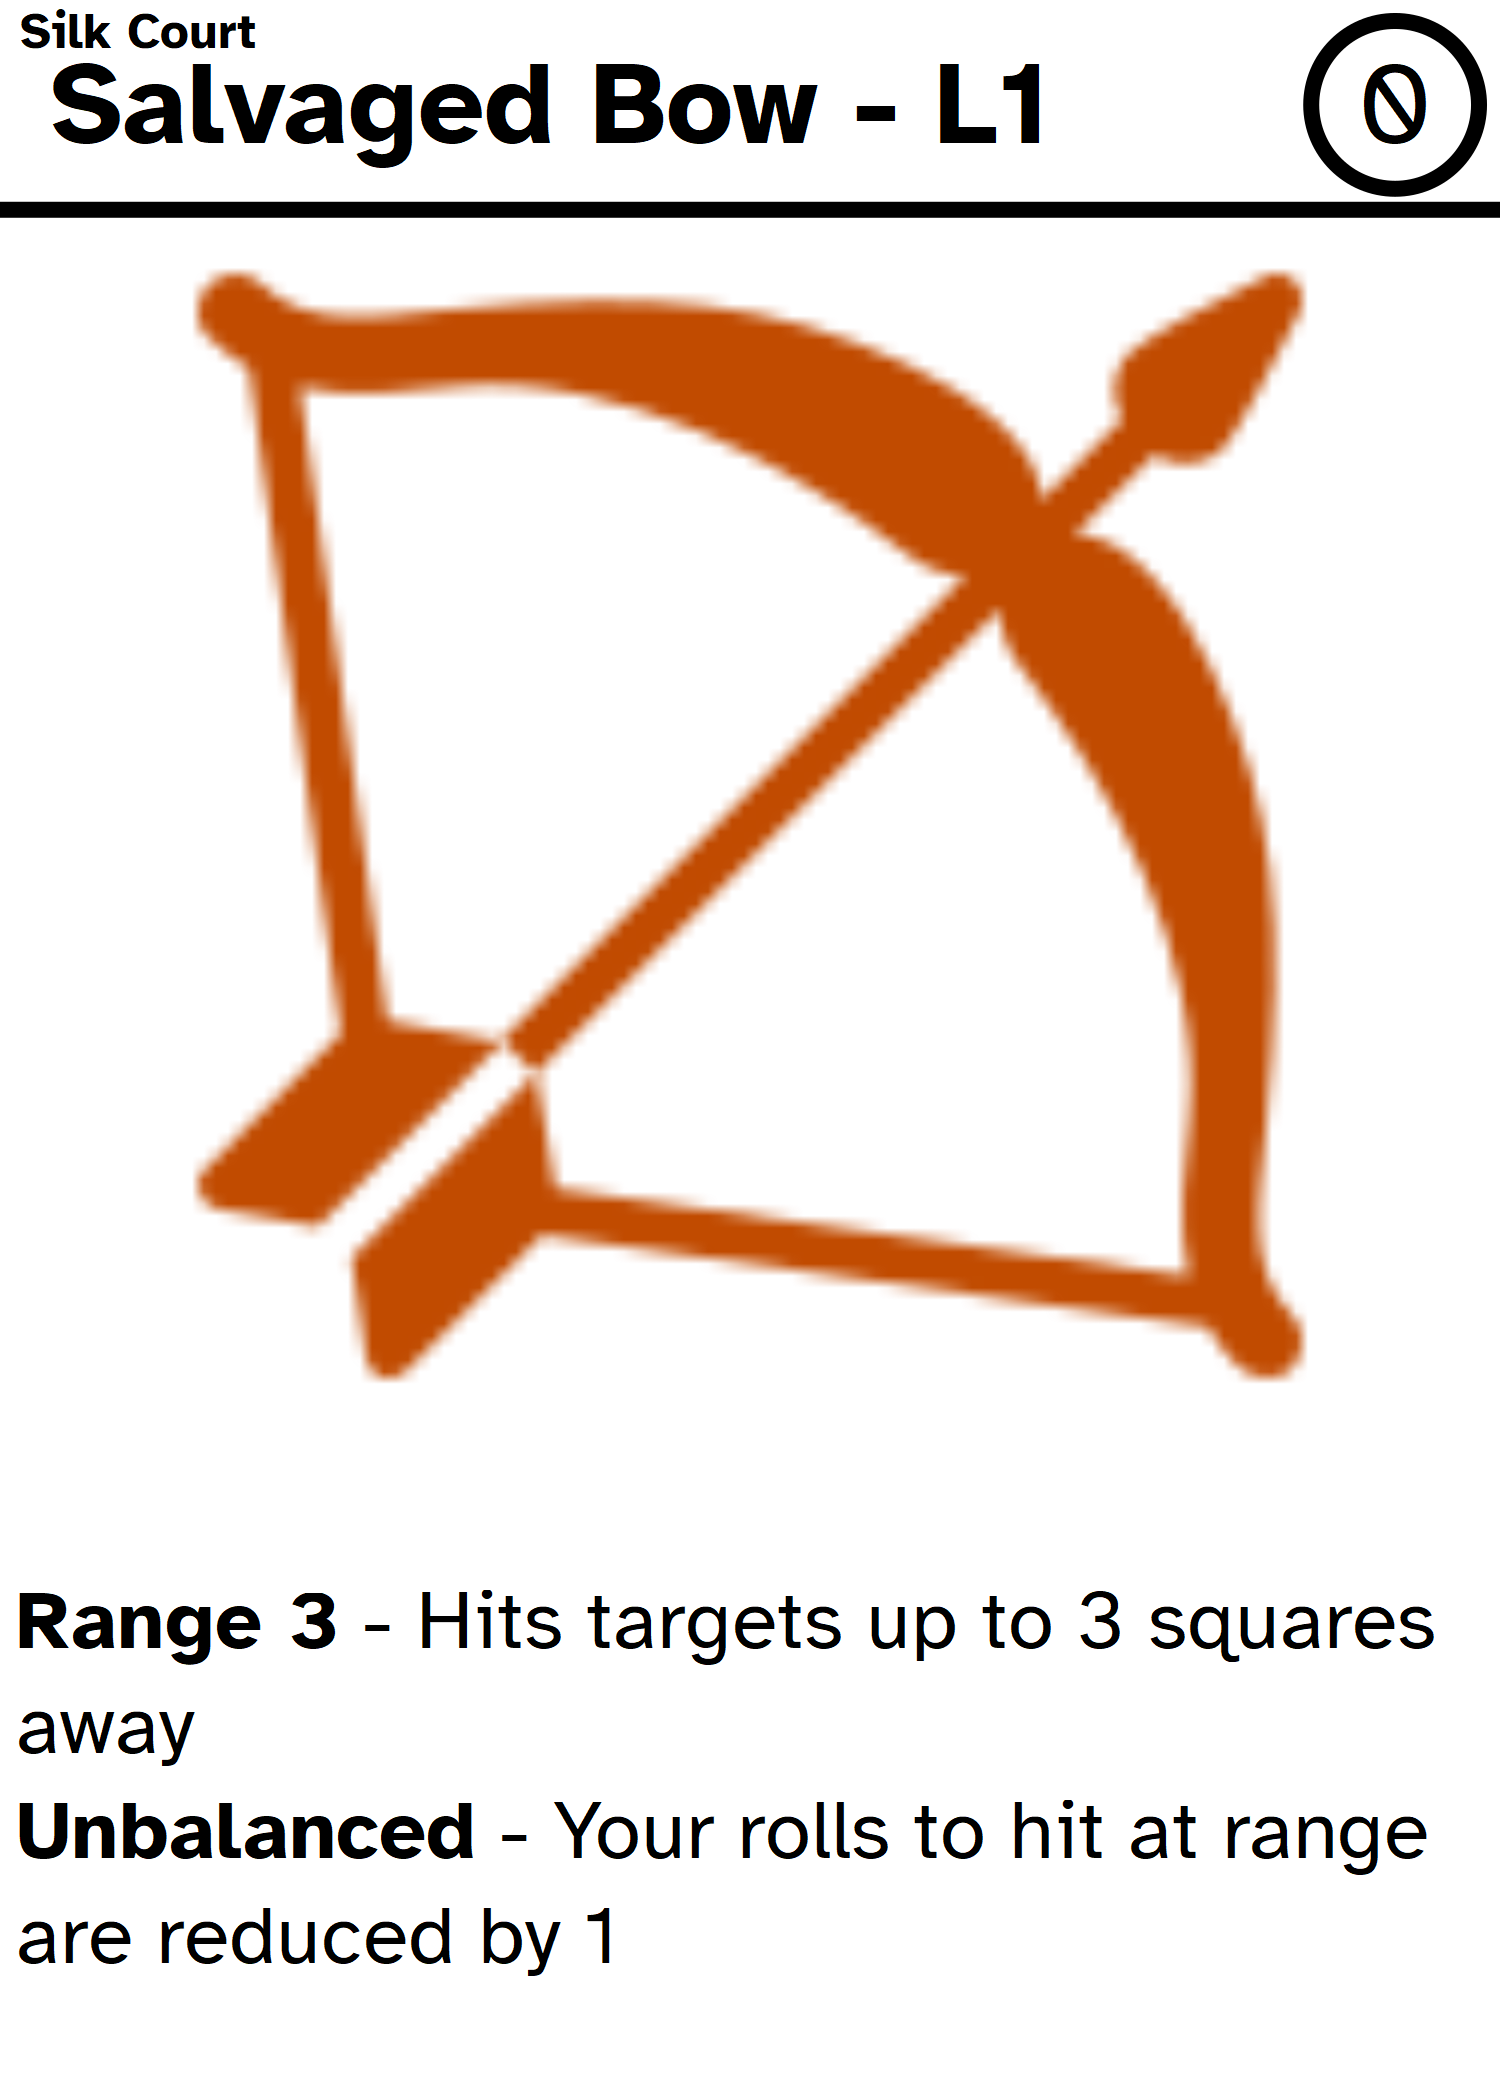 Silk Court
Salvaged Bow - L1
0
Range 3 - Hits targets up to 3 squares
away
Unbalanced - Your rolls to hit at range
are reduced by 1